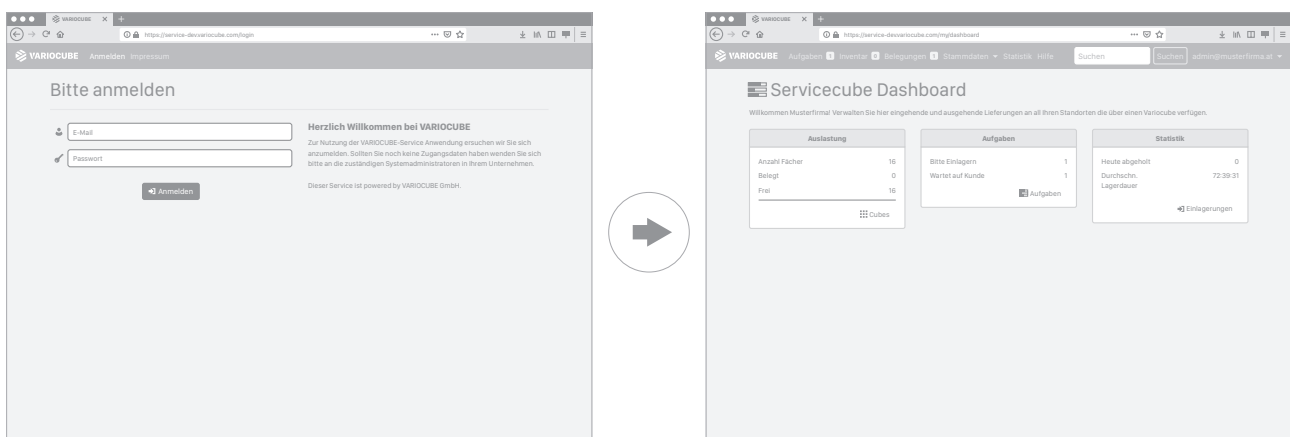 VARIOCUBE
https://service-dev.variocube.com/login
VARIOCUBE Anmelden Impressum
Bitte anmelden
E-Mail
Passwort
Anmelden
Herzlich Willkommen bei VARIOCUBE
Zur Nutzung der VARIOCUBE-Service Anwendung ersuchen wir Sie sich
anzumelden. Sollten Sie noch keine Zugangsdaten haben wenden Sie sich
bitte an die zuständigen Systemadministratoren in Ihrem Unternehmen.
Dieser Service ist powered by VARIOCUBE GmbH.
VARIOCUBE
https://service-dev.variocube.com/mg/dashboard
VARIOCUBE Aufgaben 1 Inventar 0 Belegungen 1 Stammdaten Statistik Hilfe Suchen Suchen admin@musterfirma.at
Servicecube Dashboard
Willkommen Musterfirma! Verwalten Sie hier eingehende und ausgehende Lieferungen an all Ihren Standorten die über einen Variocube verfügen.
Auslastung
Anzahl Fächer 16
Belegt 0
Frei 16
Cubes
Aufgaben
Bitte Einlagern 1
Wartet auf Kunde 1
Aufgaben
Statistik
Heute abgeholt 0
Durchschn. 72:39:31
Lagerdauer
Einlagerungen